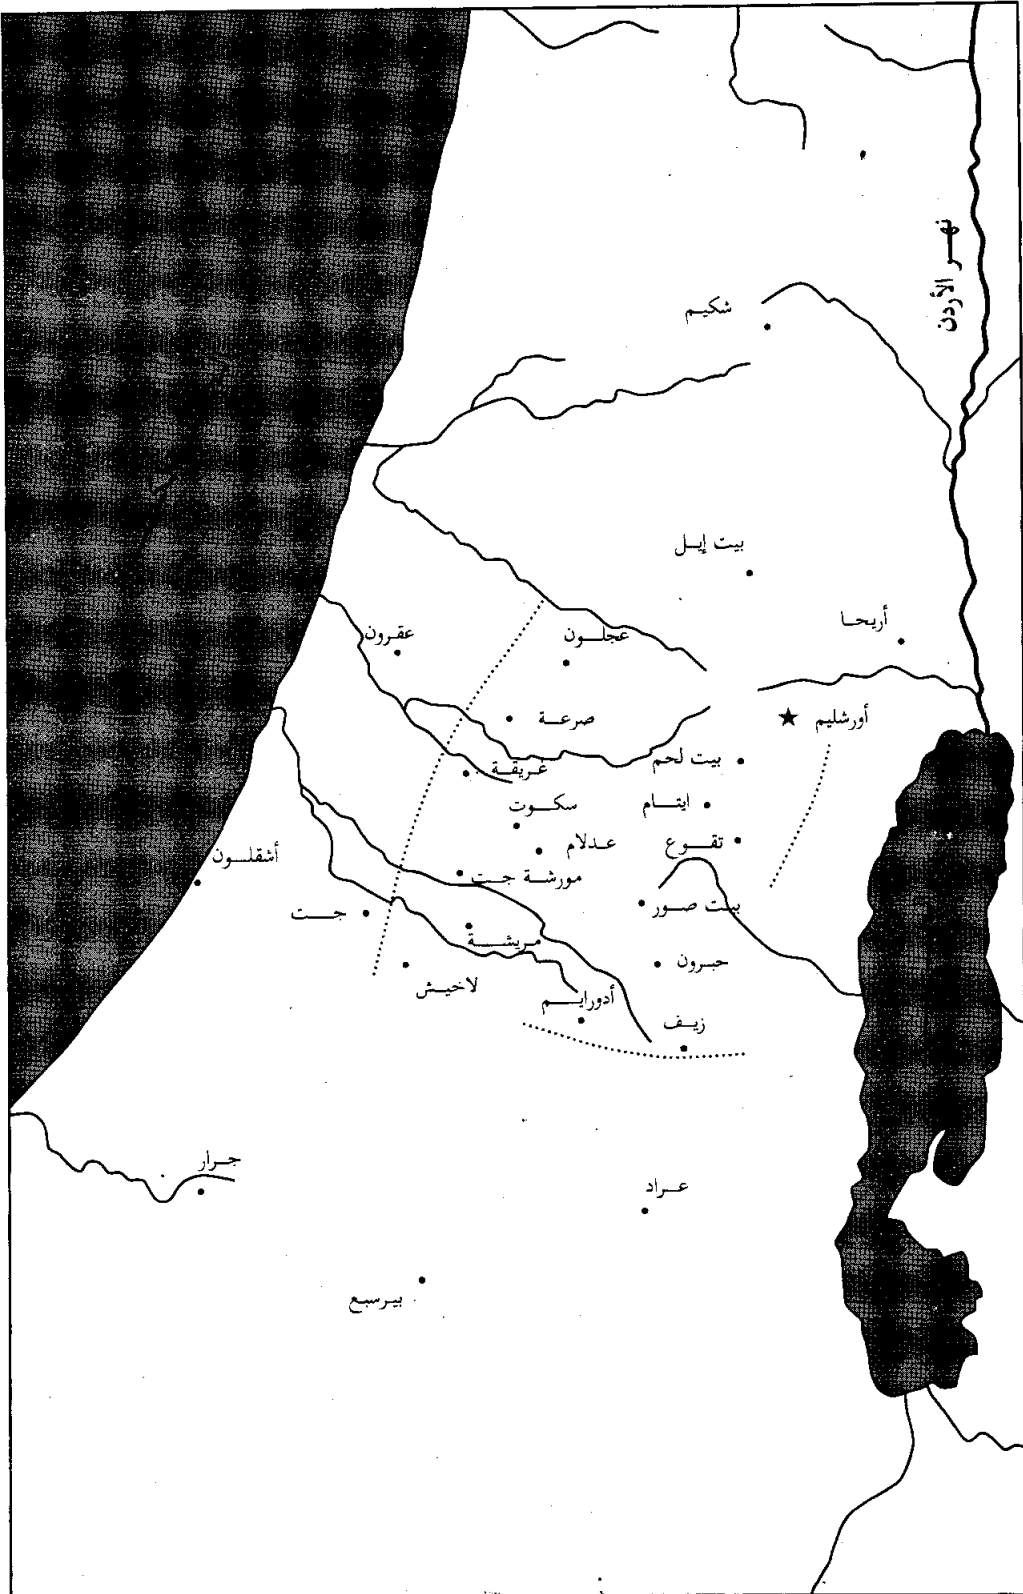 نهر الأردن
شكيم
بيت إيل
أريحا
عقرون
عجلون
صرعة
أورشليم
بيت لحم
غريقة
سكوت
ايتام
عدلام
تقوع
أشقلون
مورشة جت
بيت صور
جت
مريشة
حبرون
لاخيش
أدورايم
زيف
جرار
عراد
بيرسبع